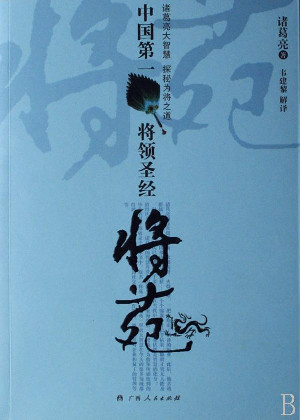 诸葛亮 著
韦建黎 解译
诸葛亮大智慧 探秘为将之道
中国第一将领圣经
将苑
广西人民出版社